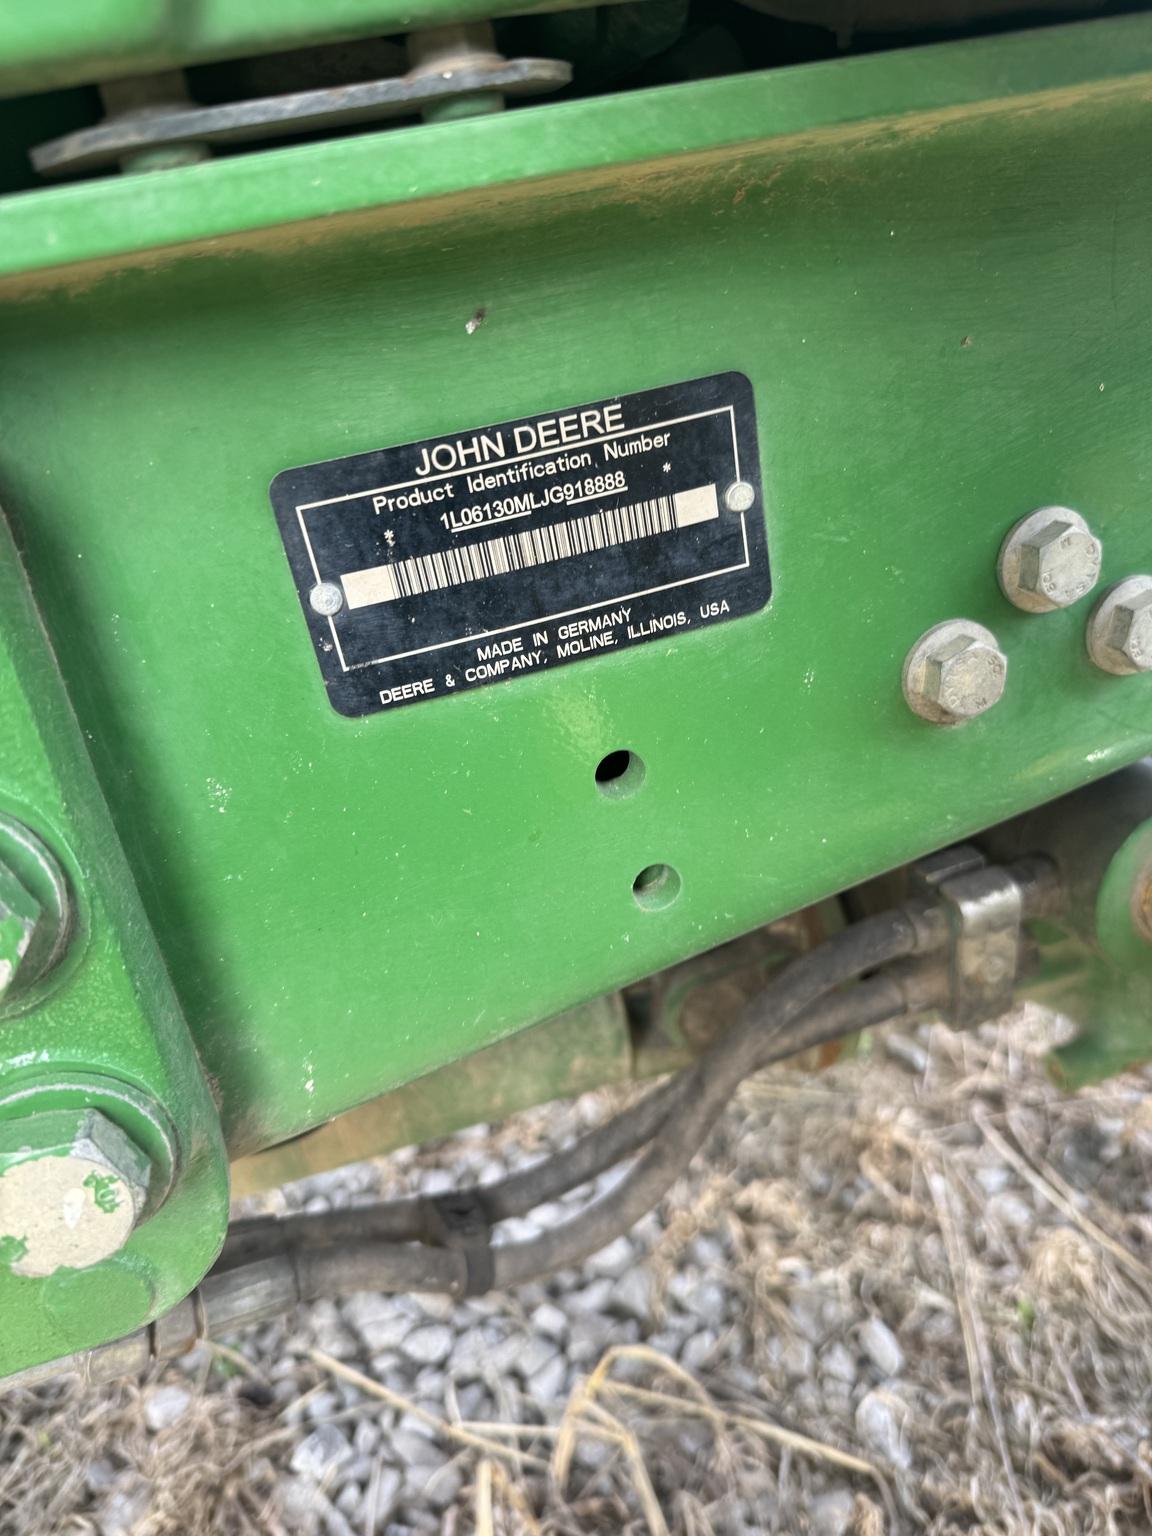 JOHN DEERE
Product Identification Number
* 1L06130MLJG918888 *
MADE IN GERMANY
DEERE & COMPANY, MOLINE, ILLINOIS, USA